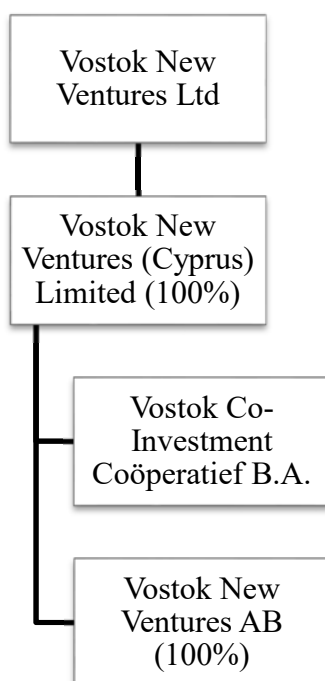 Vostok New
Ventures Ltd
Vostok New
Ventures (Cyprus)
Limited (100%)
Vostok Co-
Investment
Coöperatief B.A.
Vostok New
Ventures AB
(100%)